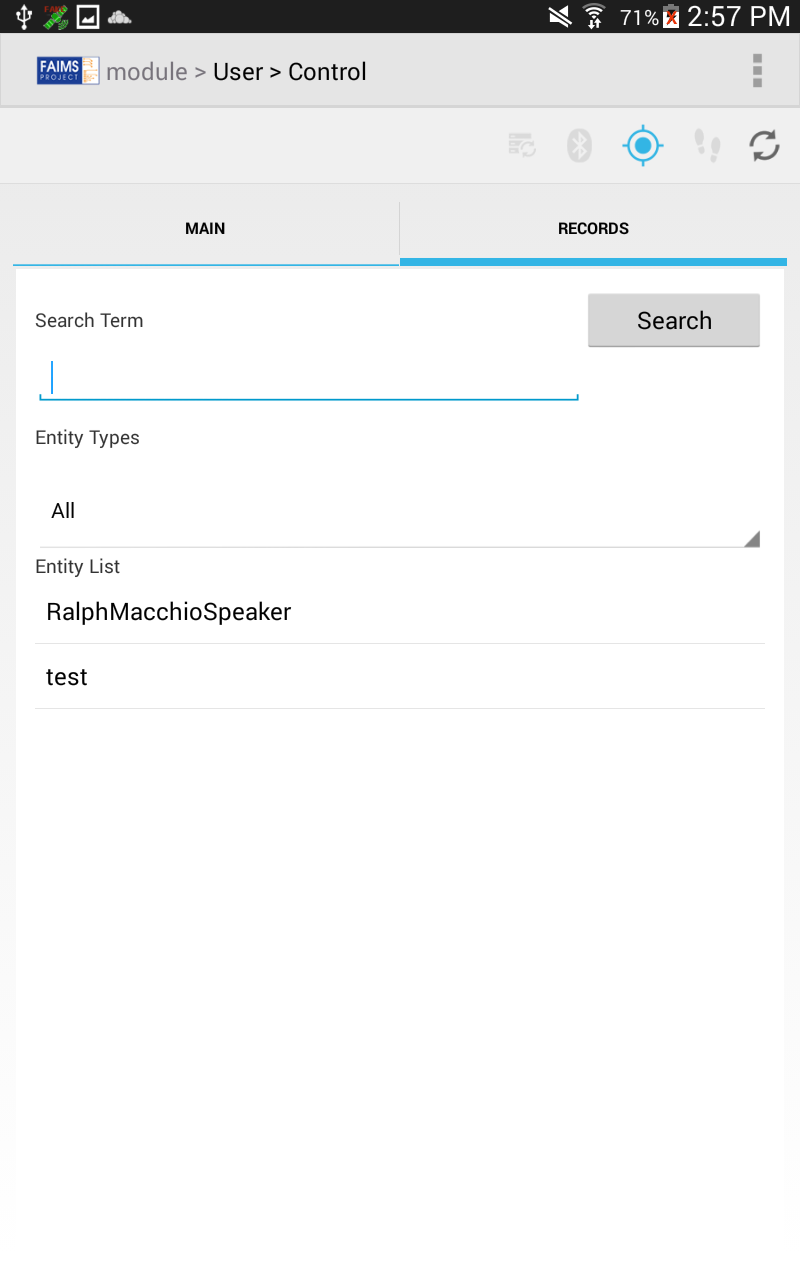 FAIMS
71% 2:57 PM
FAIMS
PROJECT
module > User > Control
MAIN
RECORDS
Search Term
Search
Entity Types
All
Entity List
RalphMacchioSpeaker
test